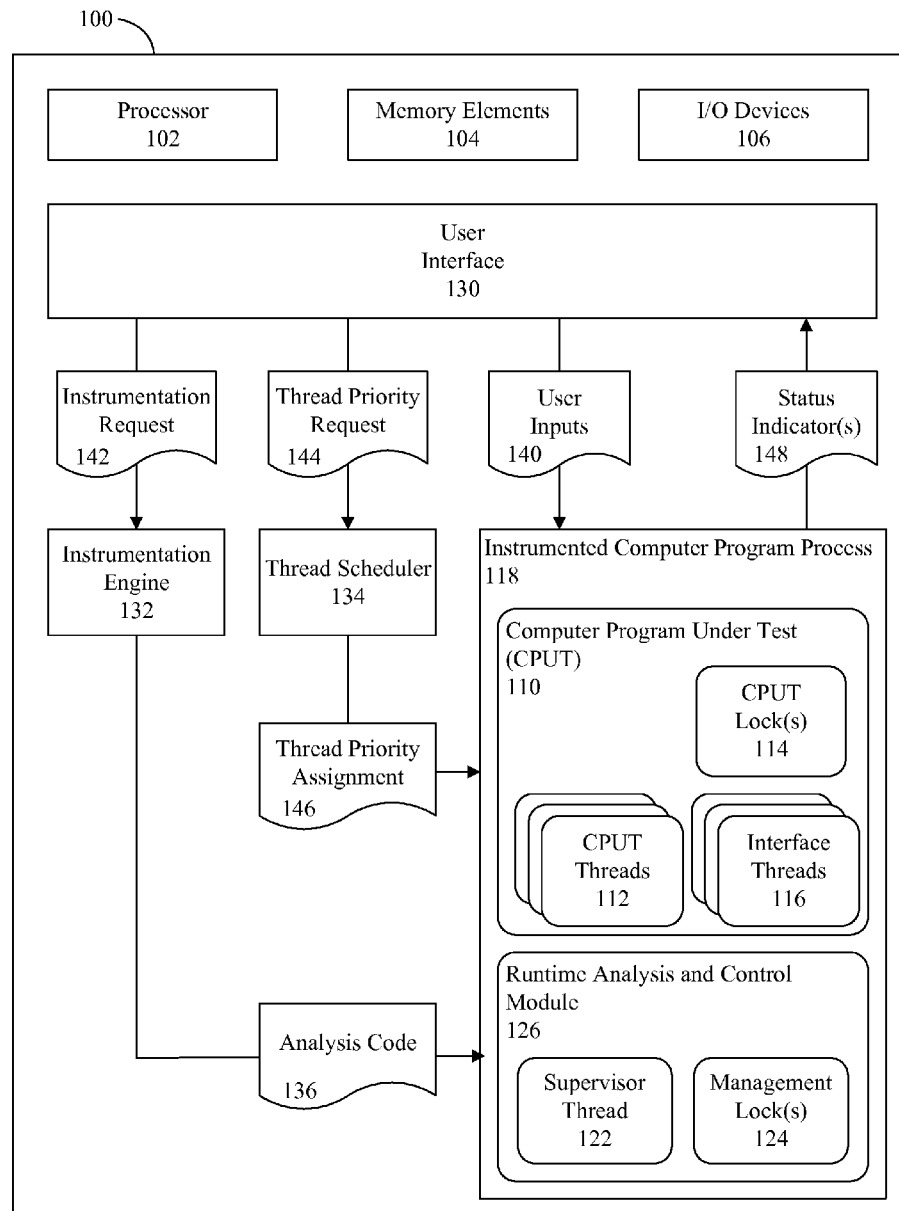 100
Processor
102
Memory Elements
104
I/O Devices
106
User
Interface
130
Instrumentation
Request
142
Thread Priority
Request
144
User
Inputs
140
Status
Indicator(s)
148
Instrumentation
Engine
132
Thread Scheduler
134
Instrumented Computer Program Process
118
Computer Program Under Test
(CPUT)
110
CPUT
Lock(s)
114
Thread Priority
Assignment
146
CPUT
Threads
112
Interface
Threads
116
Runtime Analysis and Control
Module
126
Analysis Code
136
Supervisor
Thread
122
Management
Lock(s)
124